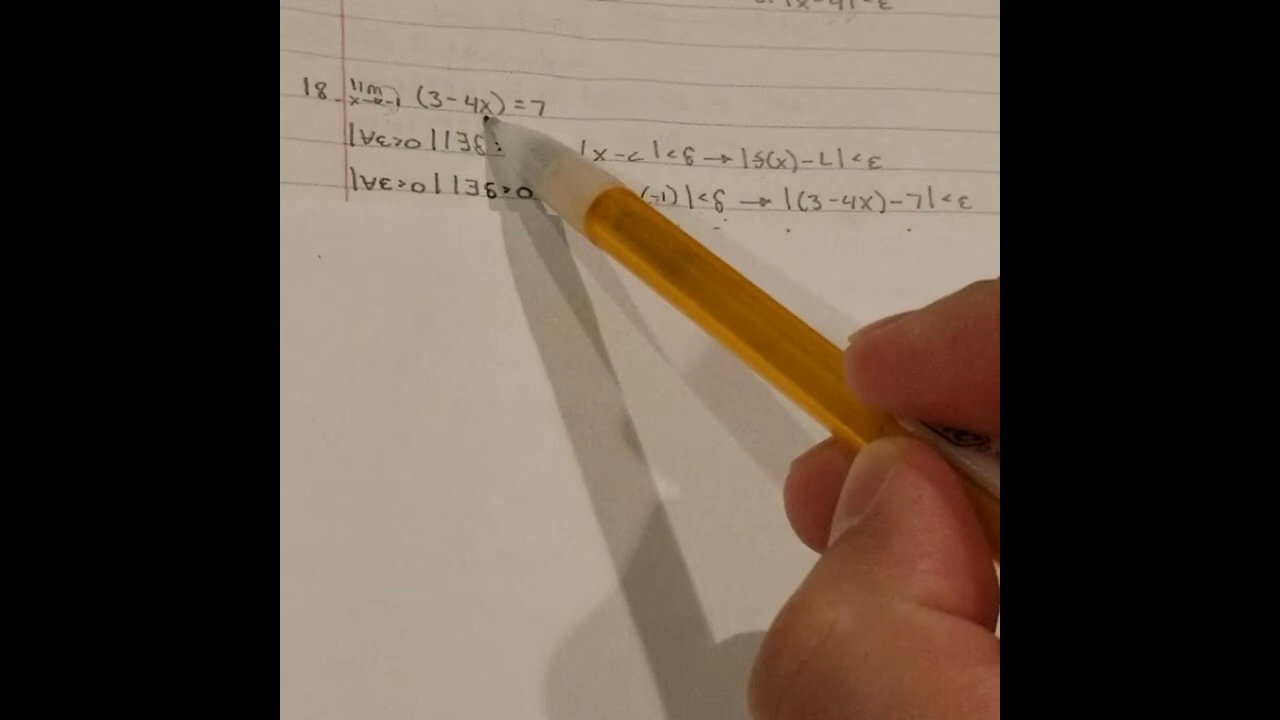 18. lim x→-1 (3-4x) = 7
|∀ε>0||∃δ |x-c|<δ → |f(x)-L|<ε
|∀ε>0||∃δ>0 (-1)|<δ → |(3-4x)-7|<ε